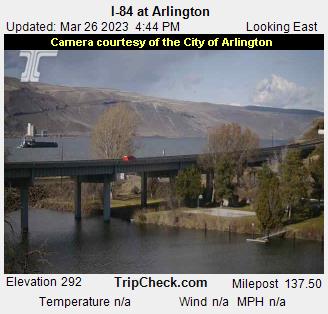 I-84 at Arlington
Updated: Mar 26 2023 4:44 PM Looking East
Camera courtesy of the City of Arlington
Elevation 292 TripCheck.com Milepost 137.50
Temperature n/a Wind n/a MPH n/a